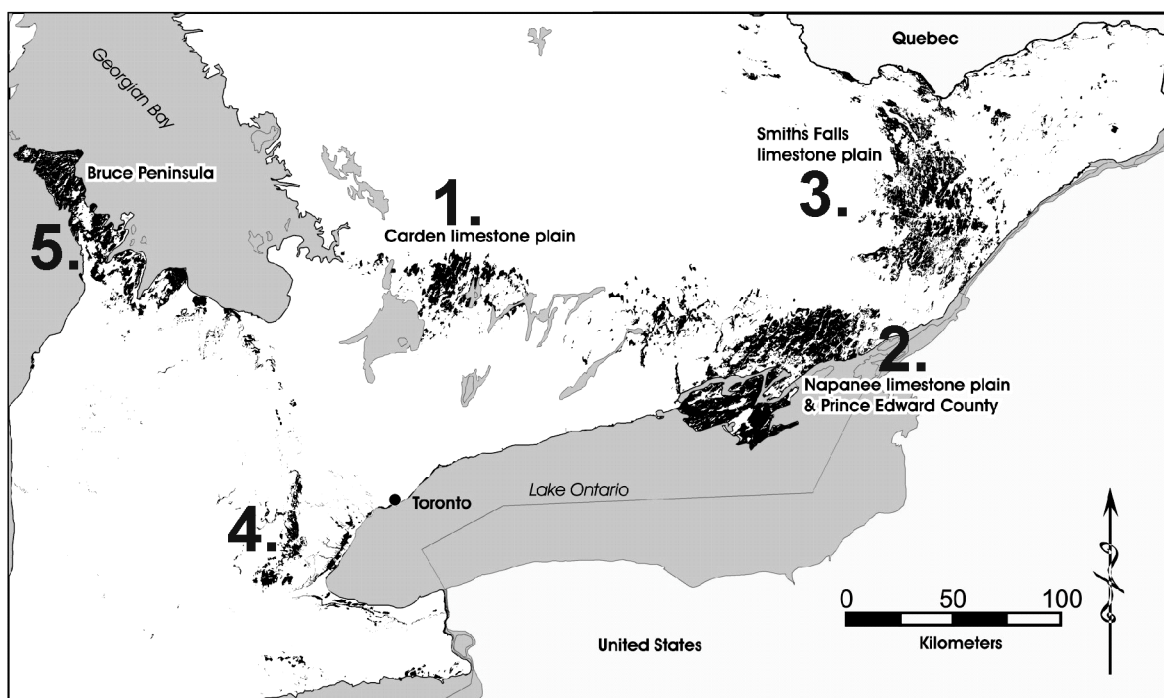 Georgian Bay
Quebec
Smiths Falls
limestone plain
3.
Bruce Peninsula
1.
Carden limestone plain
5.
2.
Napanee limestone plain
& Prince Edward County
Lake Ontario
Toronto
4.
0 50 100
Kilometers
United States